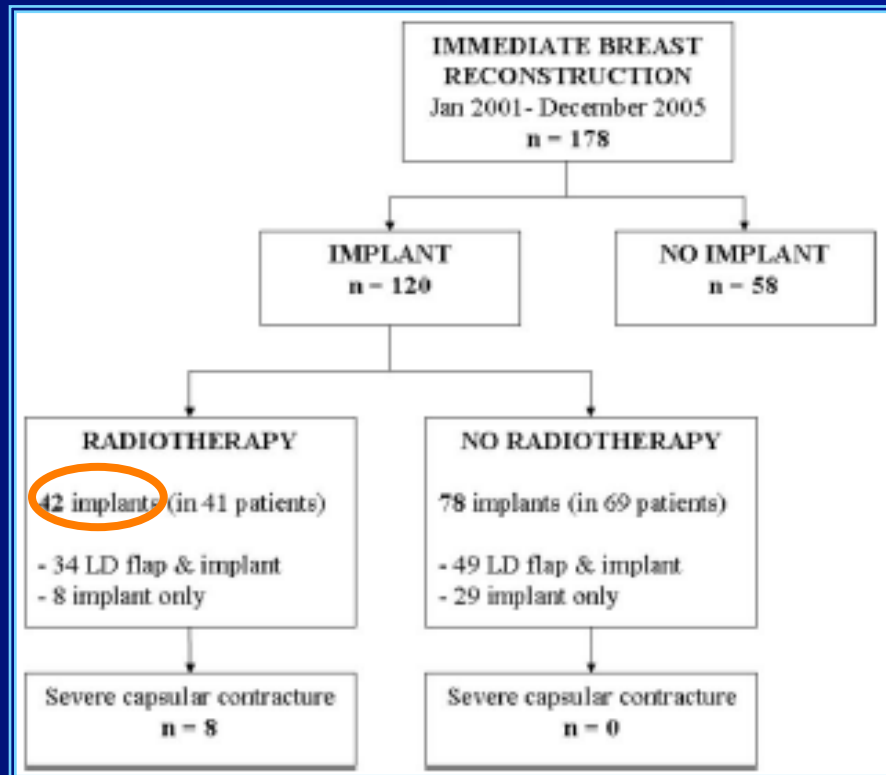 IMMEDIATE BREAST
RECONSTRUCTION
Jan 2001- December 2005
n = 178
IMPLANT
n = 120
NO IMPLANT
n = 58
RADIOTHERAPY
42 implants (in 41 patients)
- 34 LD flap & implant
- 8 implant only
NO RADIOTHERAPY
78 implants (in 69 patients)
- 49 LD flap & implant
- 29 implant only
Severe capsular contracture
n = 8
Severe capsular contracture
n = 0